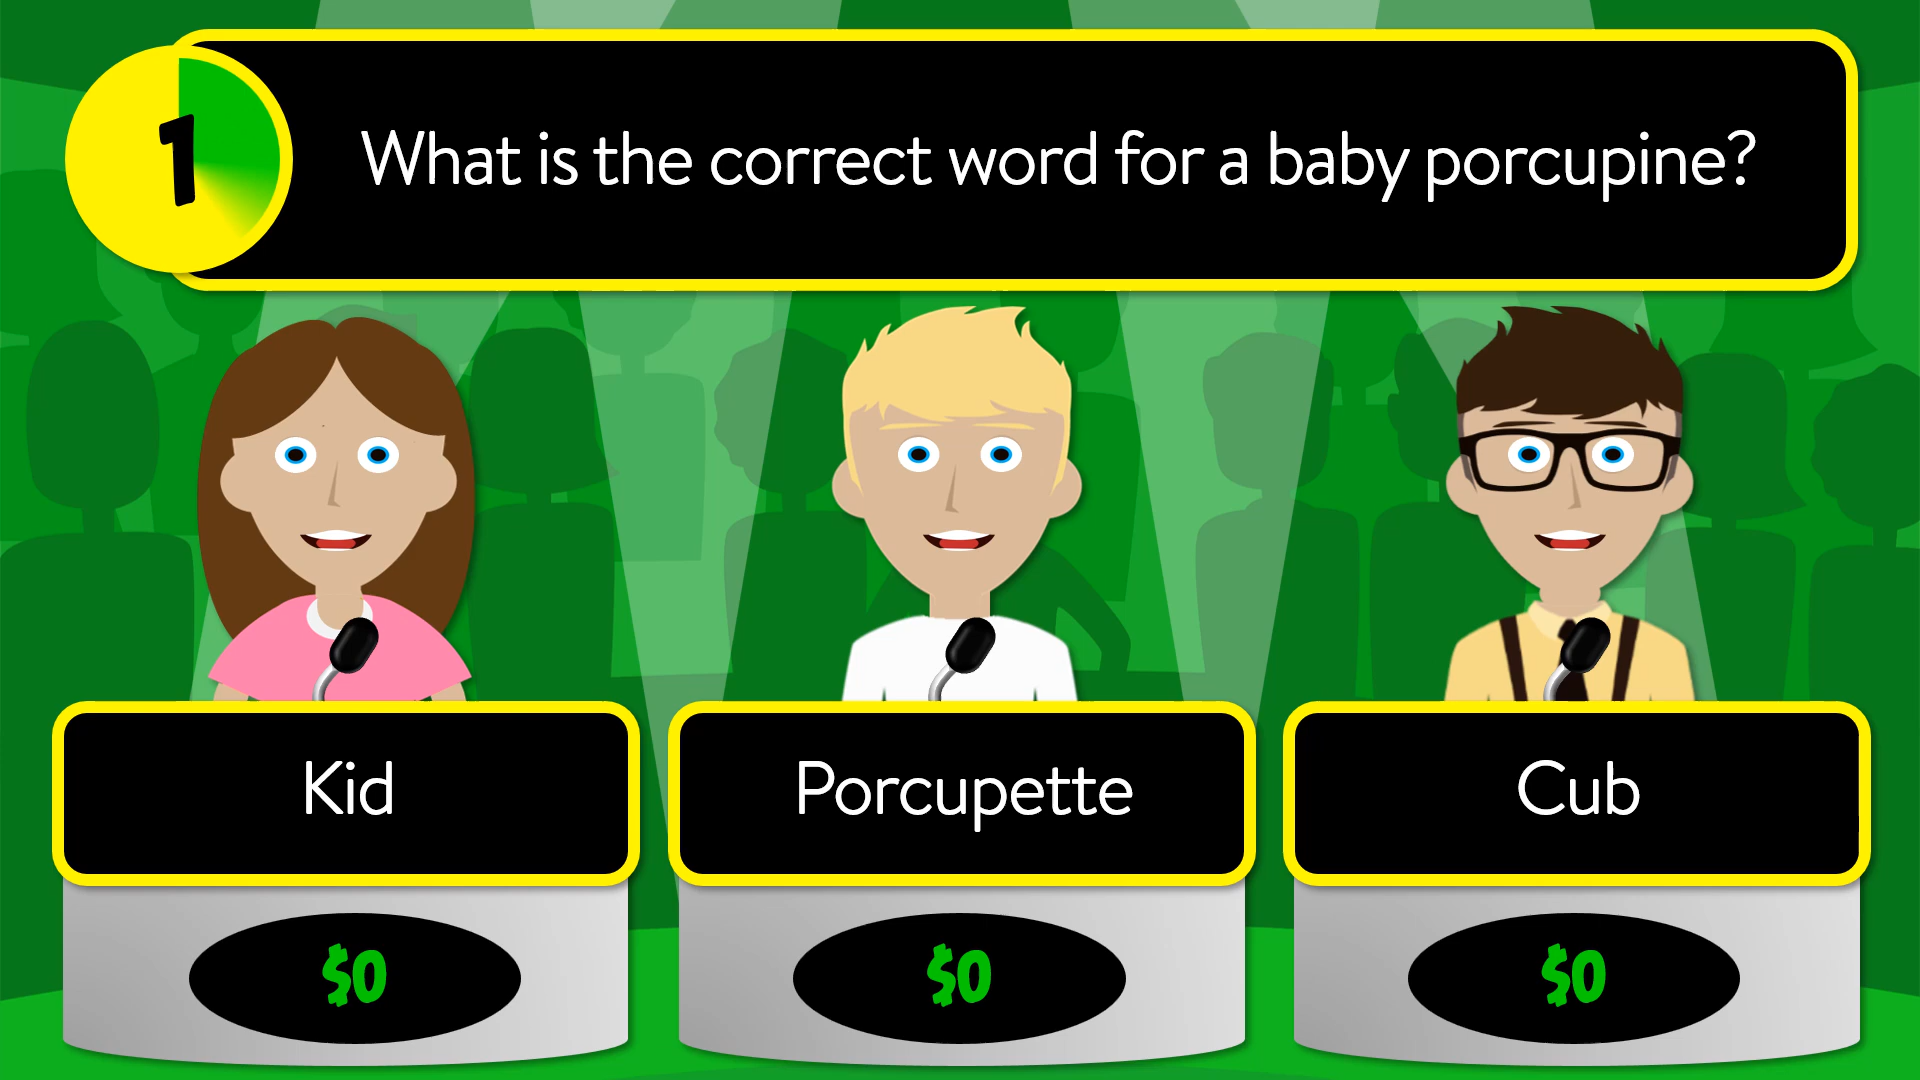 1
What is the correct word for a baby porcupine?
Kid
Porcupette
Cub
$0
$0
$0